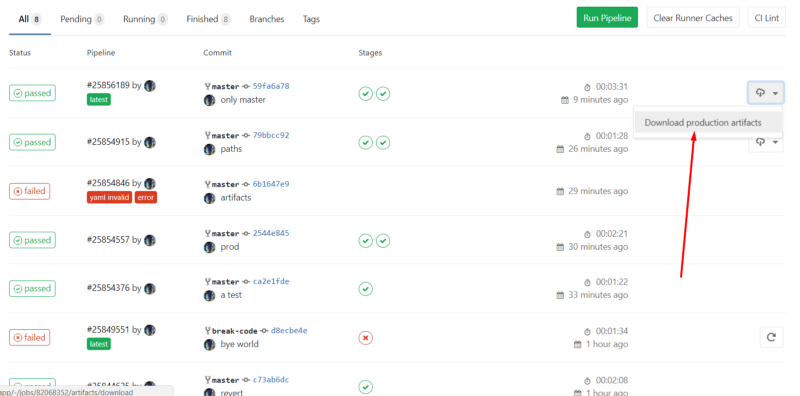 All 8 Pending 0 Running 0 Finished 8 Branches Tags Run Pipeline Clear Runner Caches CI Lint
Status Pipeline Commit Stages
passed #25856189 by master 59fa6a78 00:03:31
latest only master 9 minutes ago
Download production artifacts
passed #25854915 by master 79bbcc92 00:01:28
paths 26 minutes ago
failed #25854846 by master 6b1647e9 29 minutes ago
yaml invalid error artifacts
passed #25854557 by master 2544e845 00:02:21
prod 30 minutes ago
passed #25854376 by master ca2e1fde 00:01:22
a test 33 minutes ago
failed #25849551 by break-code d8ecbe4e 00:01:34
latest bye world 1 hour ago
master c73ab6dc 00:02:08
app/-/jobs/82068352/artifacts/download revert 1 hour ago